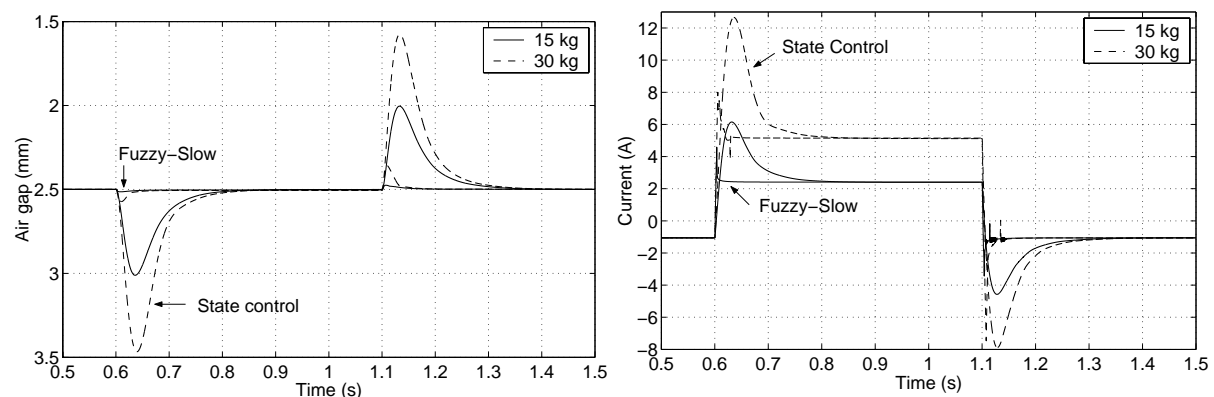 1.5
2
2.5
3
3.5
Air gap (mm)
0.5 0.6 0.7 0.8 0.9 1 1.1 1.2 1.3 1.4 1.5
Time (s)
15 kg
30 kg
Fuzzy−Slow
State control
12
10
8
6
4
2
0
−2
−4
−6
−8
Current (A)
0.5 0.6 0.7 0.8 0.9 1 1.1 1.2 1.3 1.4 1.5
Time (s)
15 kg
30 kg
State Control
Fuzzy−Slow